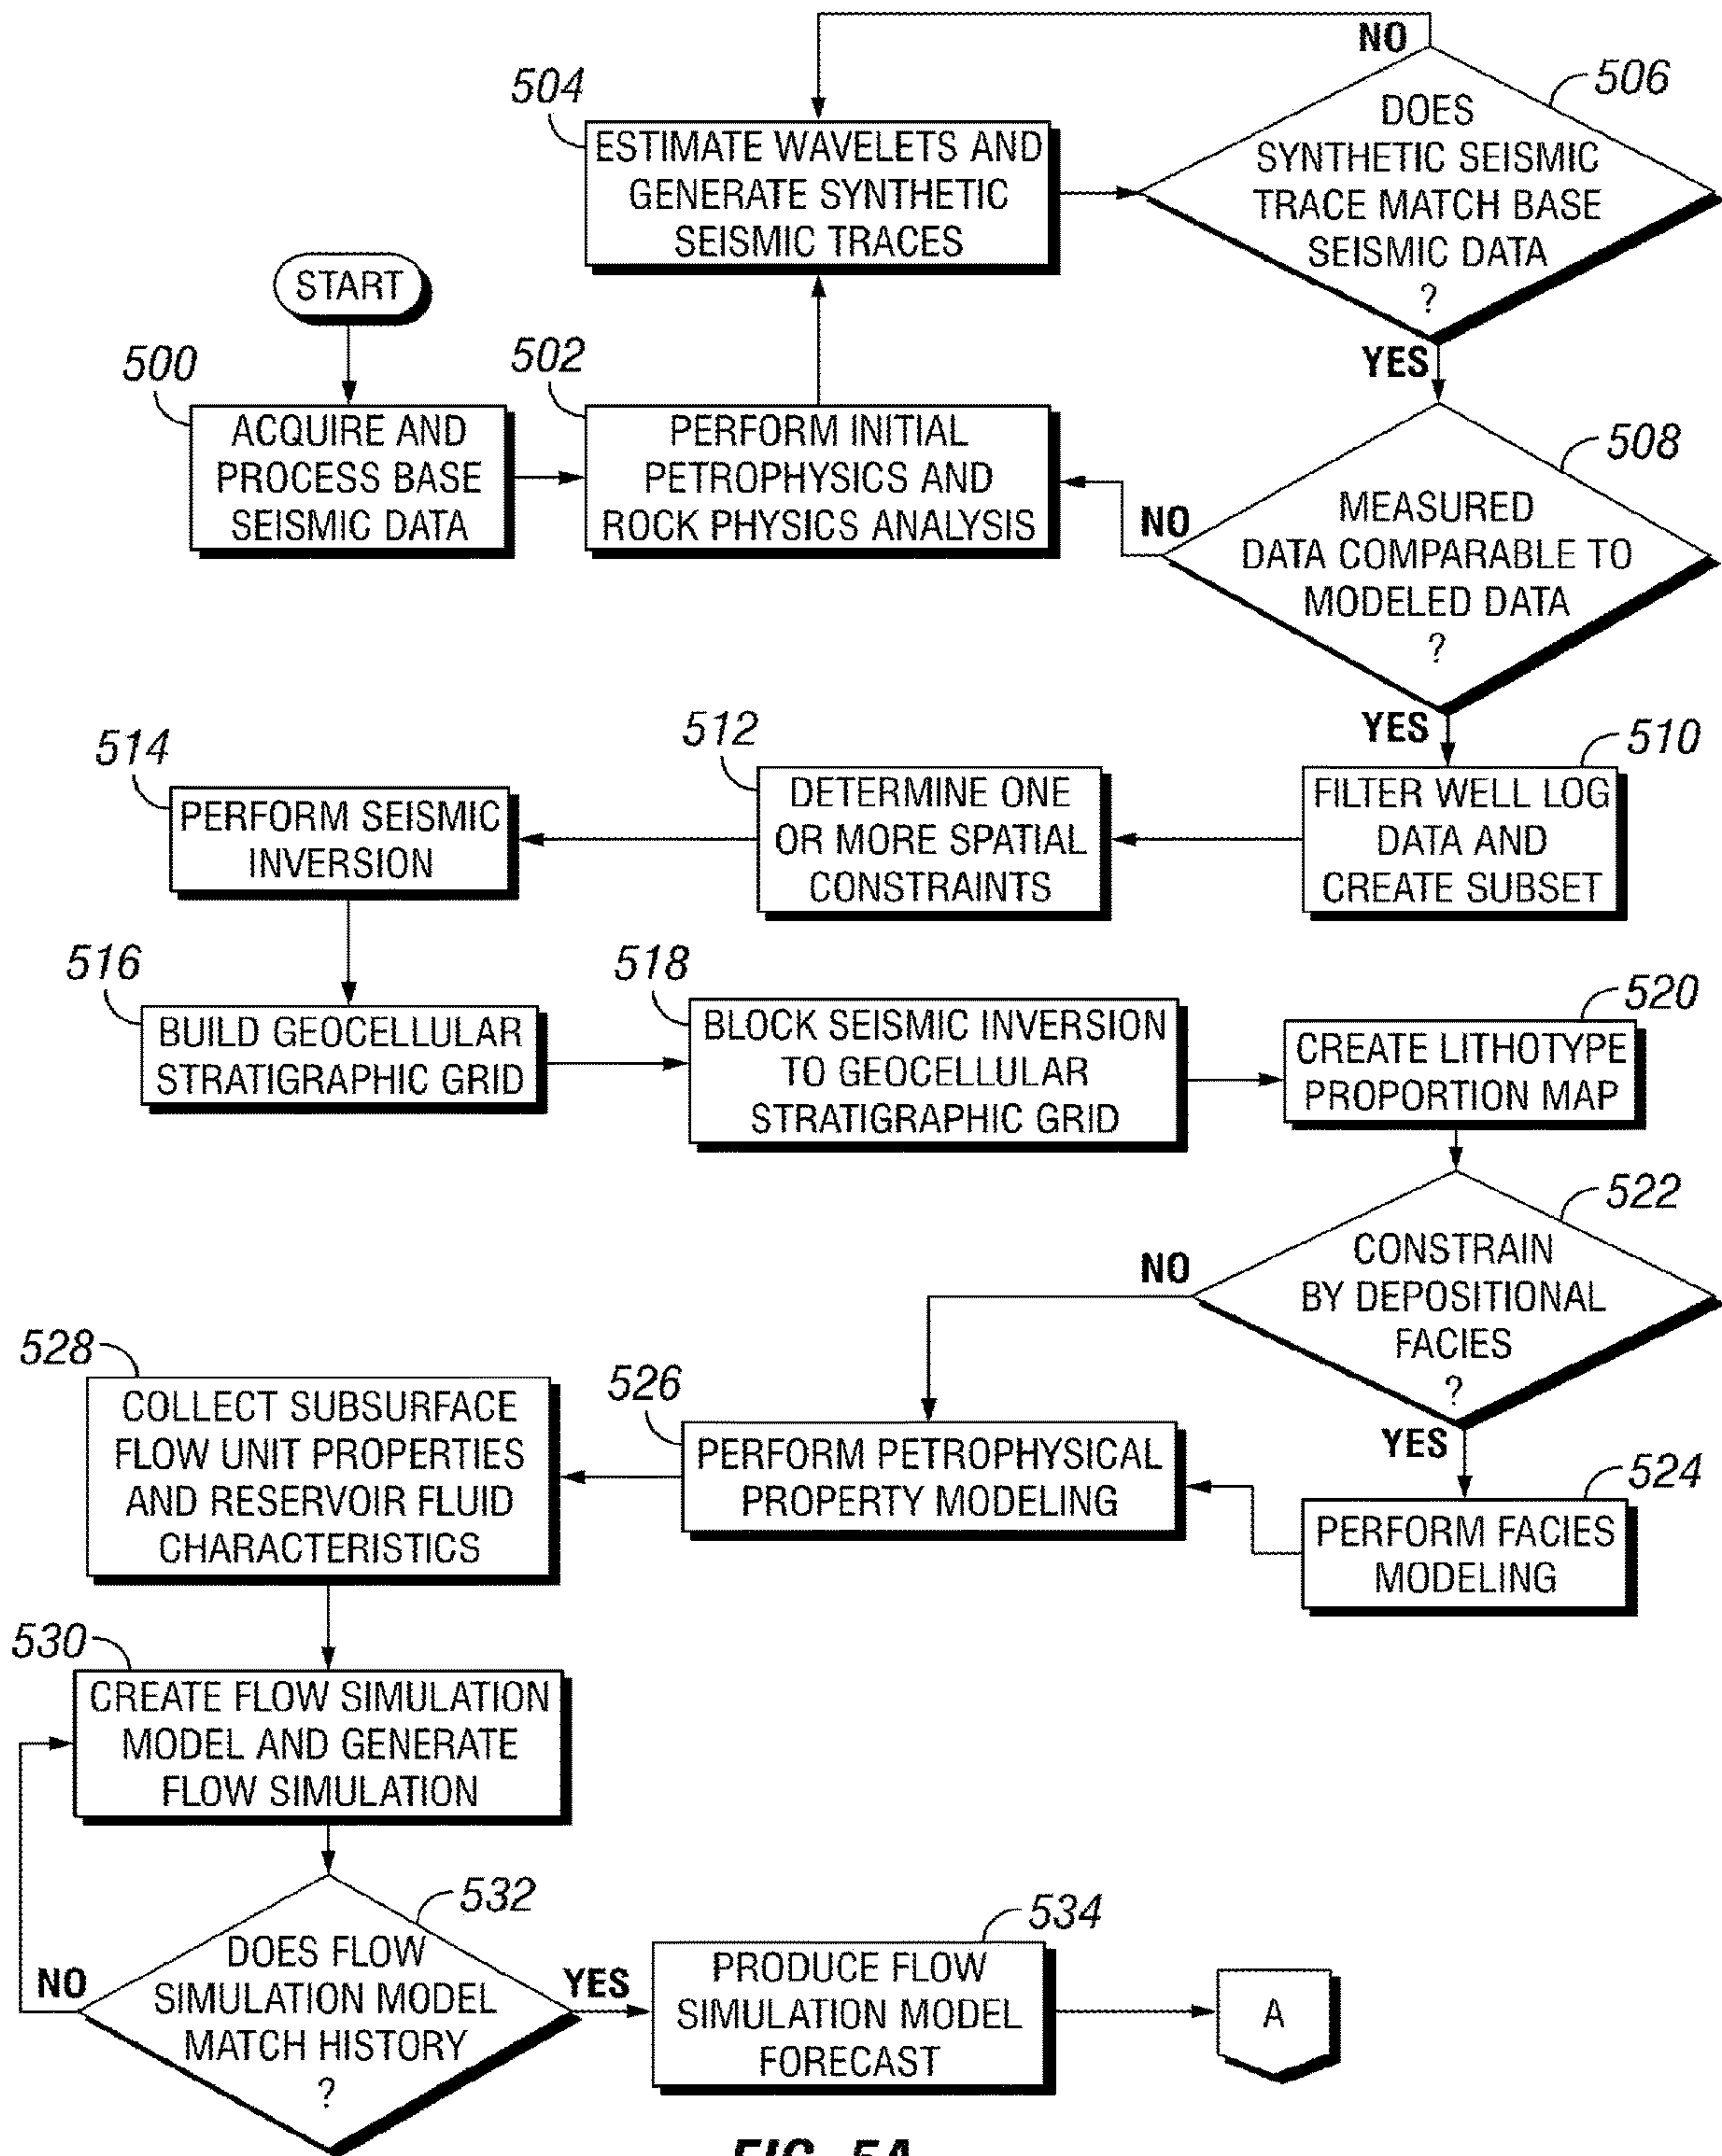 START
500
ACQUIRE AND
PROCESS BASE
SEISMIC DATA
502
PERFORM INITIAL
PETROPHYSICS AND
ROCK PHYSICS ANALYSIS
504
ESTIMATE WAVELETS AND
GENERATE SYNTHETIC
SEISMIC TRACES
NO
506
DOES
SYNTHETIC SEISMIC
TRACE MATCH BASE
SEISMIC DATA
?
YES
508
NO
MEASURED
DATA COMPARABLE TO
MODELED DATA
?
YES
510
FILTER WELL LOG
DATA AND
CREATE SUBSET
512
DETERMINE ONE
OR MORE SPATIAL
CONSTRAINTS
514
PERFORM SEISMIC
INVERSION
516
BUILD GEOCELLULAR
STRATIGRAPHIC GRID
518
BLOCK SEISMIC INVERSION
TO GEOCELLULAR
STRATIGRAPHIC GRID
520
CREATE LITHOTYPE
PROPORTION MAP
522
NO
CONSTRAIN
BY DEPOSITIONAL
FACIES
?
YES
524
PERFORM FACIES
MODELING
526
PERFORM PETROPHYSICAL
PROPERTY MODELING
528
COLLECT SUBSURFACE
FLOW UNIT PROPERTIES
AND RESERVOIR FLUID
CHARACTERISTICS
530
CREATE FLOW SIMULATION
MODEL AND GENERATE
FLOW SIMULATION
532
NO
DOES FLOW
SIMULATION MODEL
MATCH HISTORY
?
YES
534
PRODUCE FLOW
SIMULATION MODEL
FORECAST
A
FIG. 5A